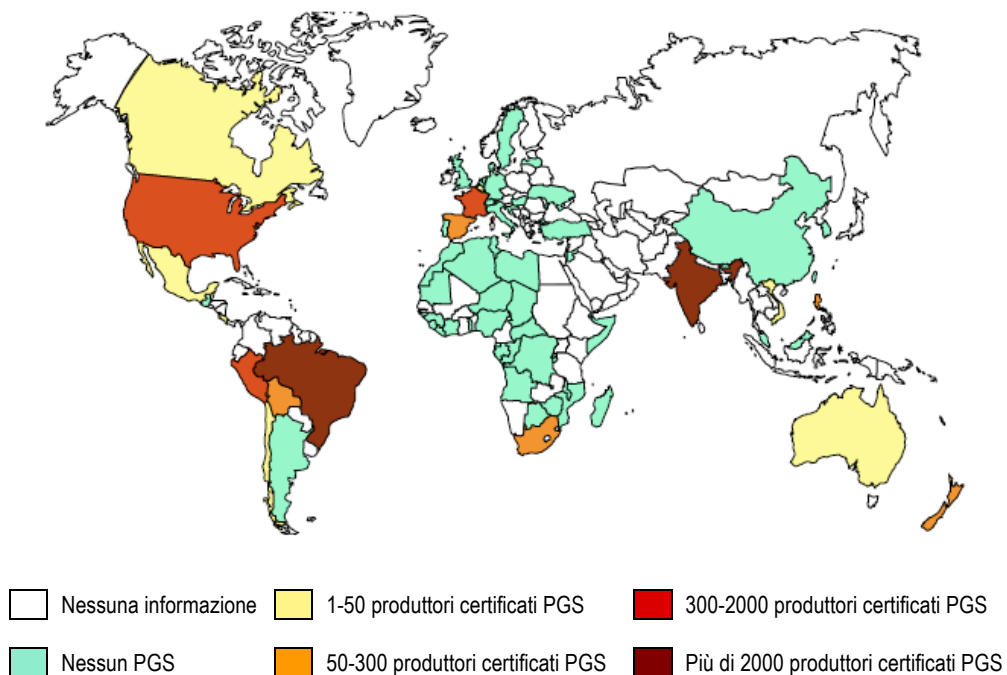 Nessuna informazione
1-50 produttori certificati PGS
300-2000 produttori certificati PGS
Nessun PGS
50-300 produttori certificati PGS
Più di 2000 produttori certificati PGS